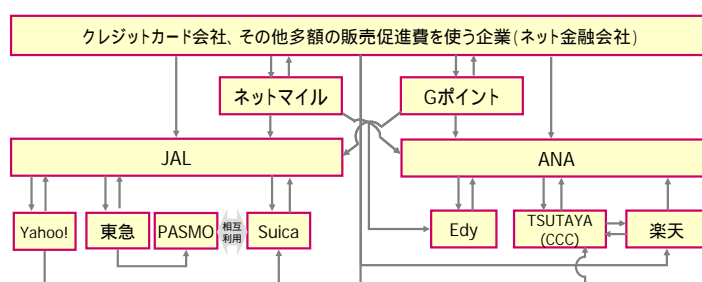 クレジットカード会社、その他多額の販売促進費を使う企業(ネット金融会社)
ネットマイル
Gポイント
JAL
ANA
Yahoo!
東急
PASMO
相互
利用
Suica
Edy
TSUTAYA
(CCC)
楽天